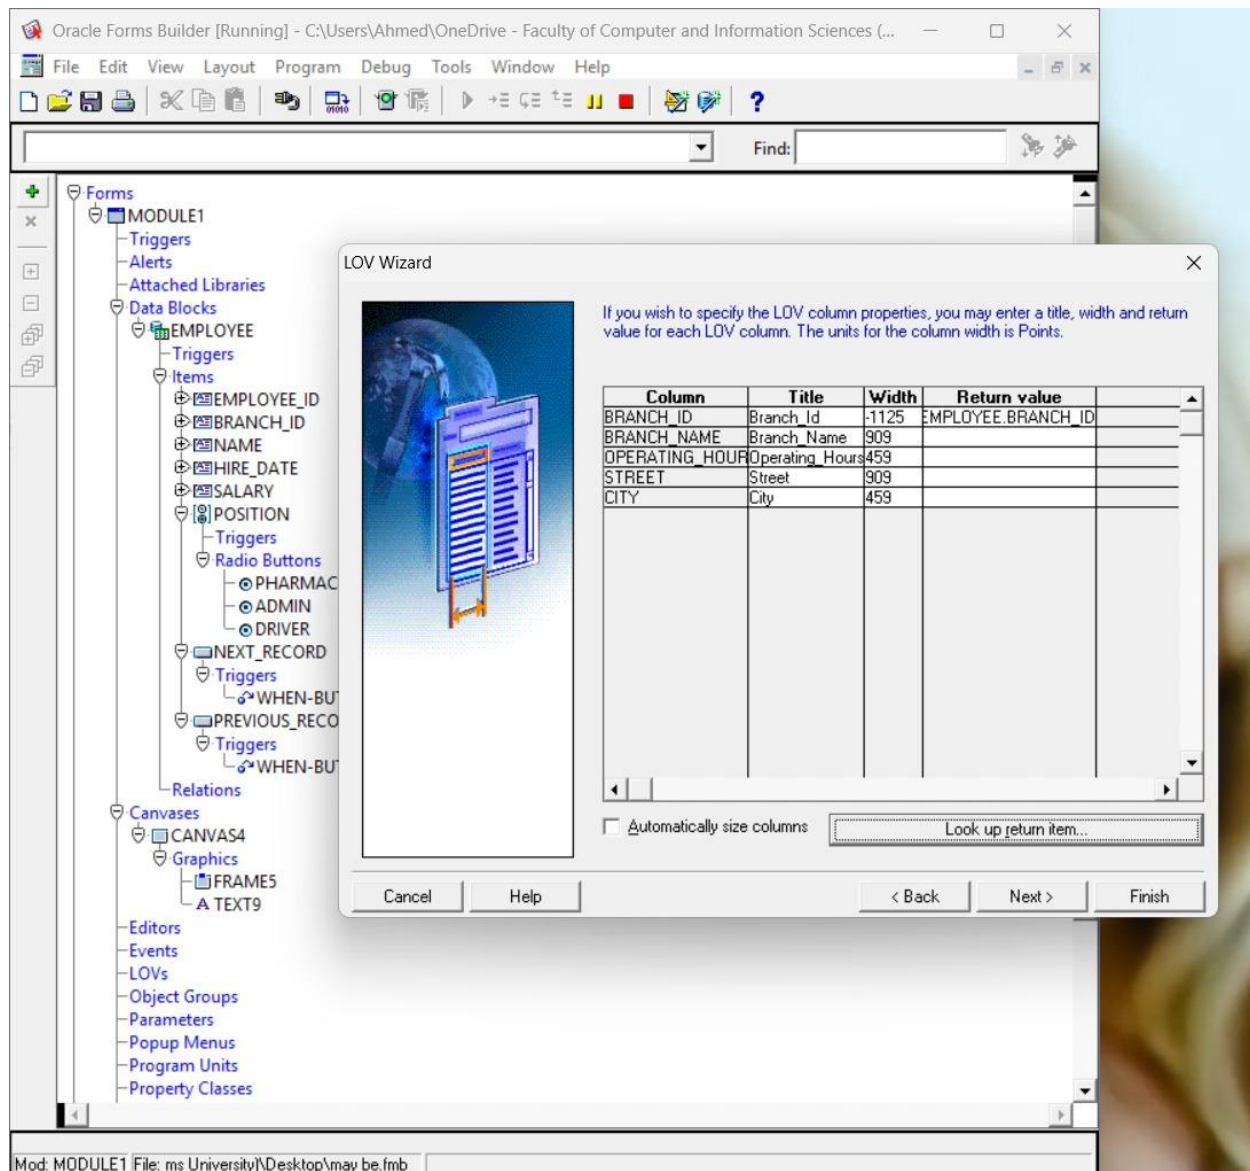 Oracle Forms Builder [Running] - C:\Users\Ahmed\OneDrive - Faculty of Computer and Information Sciences (...
File Edit View Layout Program Debug Tools Window Help
Find:
Forms
MODULE1
Triggers
Alerts
Attached Libraries
Data Blocks
EMPLOYEE
Triggers
Items
EMPLOYEE_ID
BRANCH_ID
NAME
HIRE_DATE
SALARY
POSITION
Triggers
Radio Buttons
PHARMAC
ADMIN
DRIVER
NEXT_RECORD
Triggers
WHEN-BU
PREVIOUS_RECO
Triggers
WHEN-BU
Relations
Canvases
CANVAS4
Graphics
FRAME5
A TEXT9
Editors
Events
LOVs
Object Groups
Parameters
Popup Menus
Program Units
Property Classes
LOV Wizard
If you wish to specify the LOV column properties, you may enter a title, width and return
value for each LOV column. The units for the column width is Points.
Column Title Width Return value
BRANCH_ID Branch_Id -1125 EMPLOYEE.BRANCH_ID
BRANCH_NAME Branch_Name 909
OPERATING_HOUR Operating_Hours 459
STREET Street 909
CITY City 459
Automatically size columns Look up return item...
Cancel Help < Back Next > Finish
Mod: MODULE1 File: ms University)\Desktop\may be.fmb